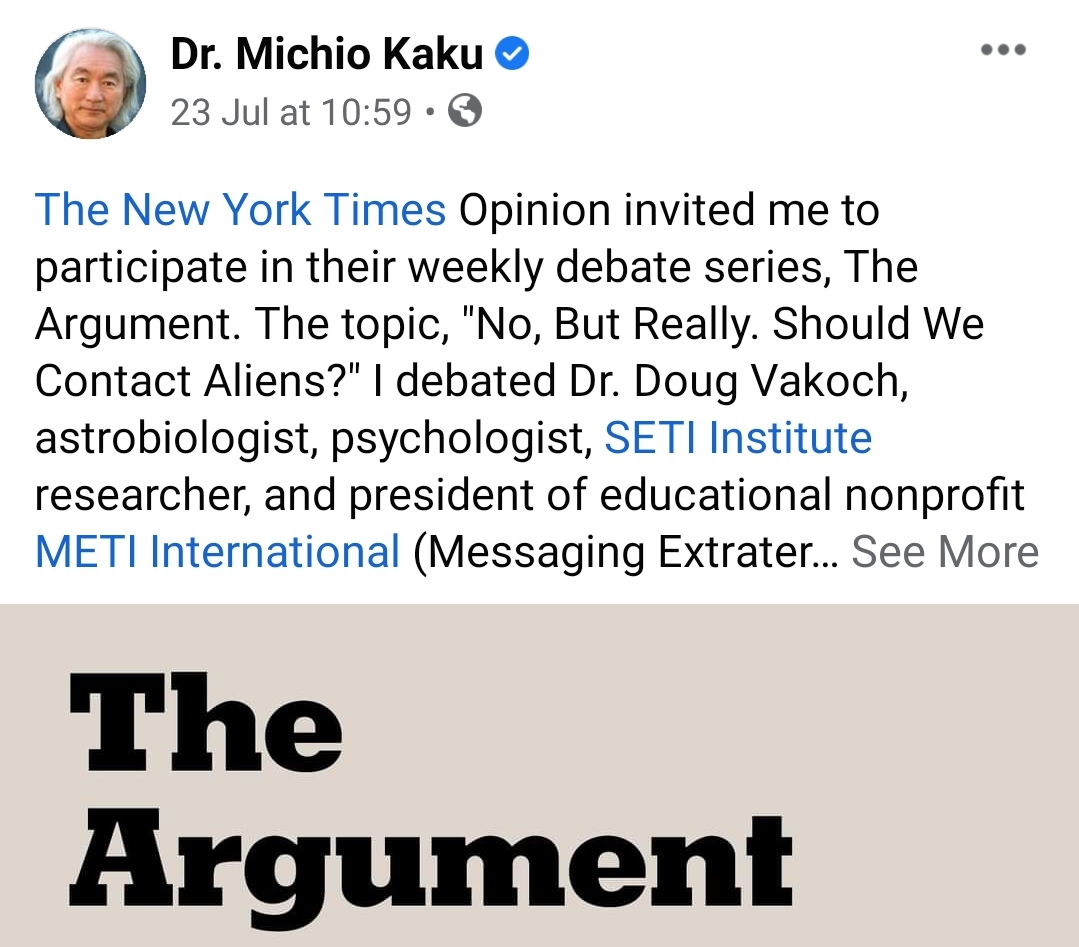 Dr. Michio Kaku
23 Jul at 10:59 •
The New York Times Opinion invited me to
participate in their weekly debate series, The
Argument. The topic, "No, But Really. Should We
Contact Aliens?" I debated Dr. Doug Vakoch,
astrobiologist, psychologist, SETI Institute
researcher, and president of educational nonprofit
METI International (Messaging Extrater... See More
The
Argument